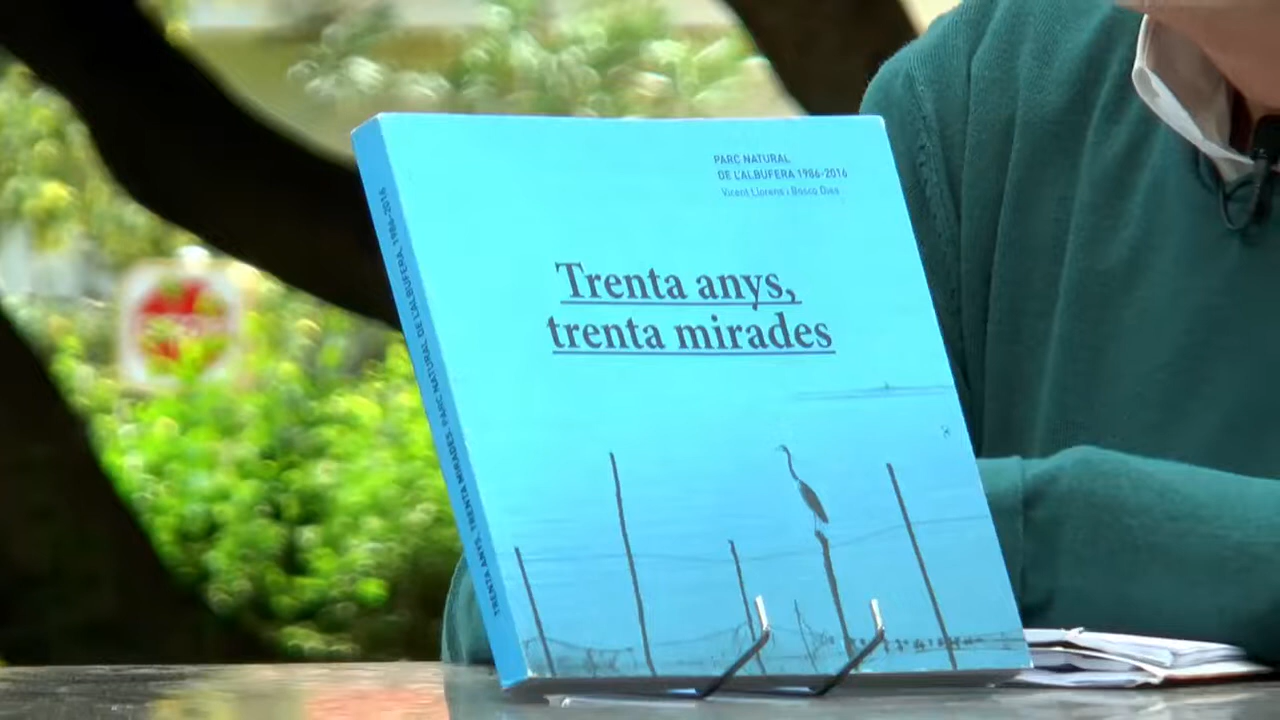 PARC NATURAL
DE L'ALBUFERA 1986-2016
Vicent Llorens i Bosco Dies
Trenta anys,
trenta mirades
TRENTA ANYS, TRENTA MIRADES. PARC NATURAL DE L'ALBUFERA, 1986-2016